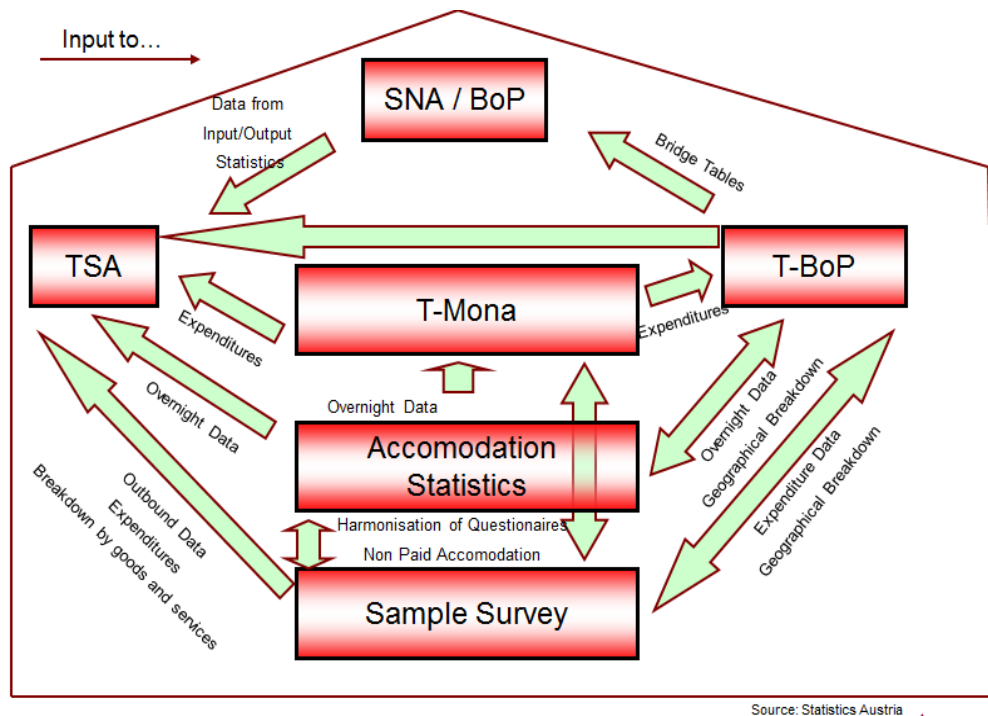 Input to…
SNA / BoP
Data from
Input/Output
Statistics
Bridge Tables
TSA
T-BoP
T-Mona
Expenditures
Expenditures
Overnight Data
Overnight Data
Accomodation
Statistics
Overnight Data
Geographical Breakdown
Expenditure Data
Geographical Breakdown
Outbound Data
Expenditures
Breakdown by goods and services
Harmonisation of Questionaires
Non Paid Accomodation
Sample Survey
Source: Statistics Austria